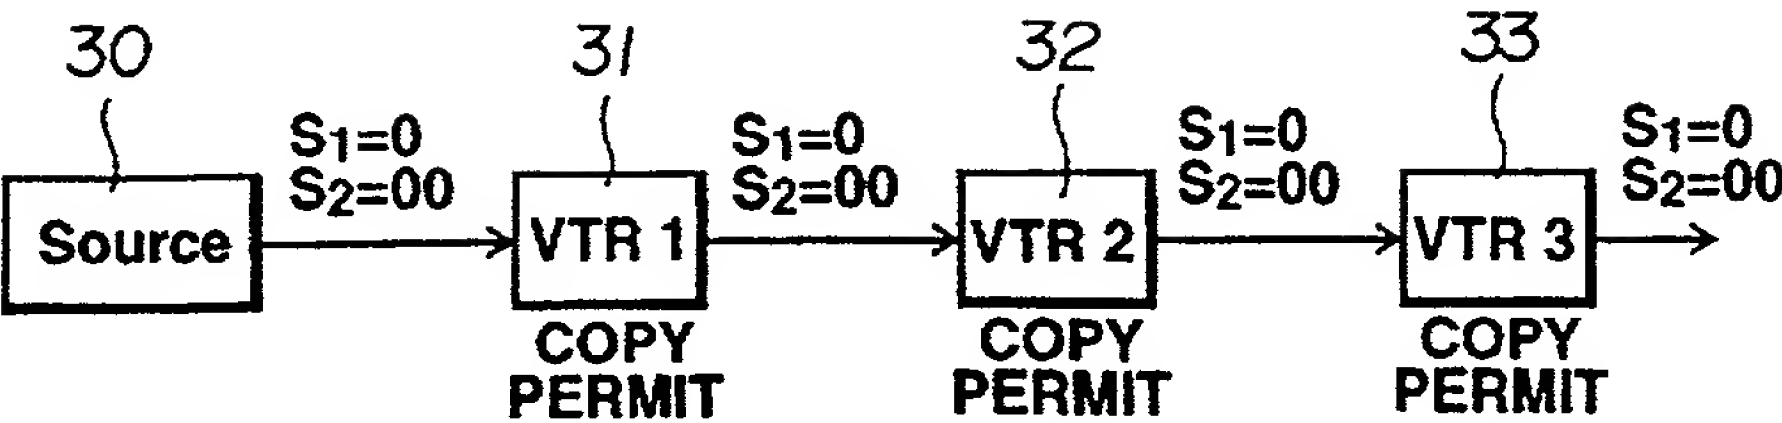 30
31
32
33
S1=0
S2=00
S1=0
S2=00
S1=0
S2=00
S1=0
S2=00
Source
VTR 1
VTR 2
VTR 3
COPY
PERMIT
COPY
PERMIT
COPY
PERMIT